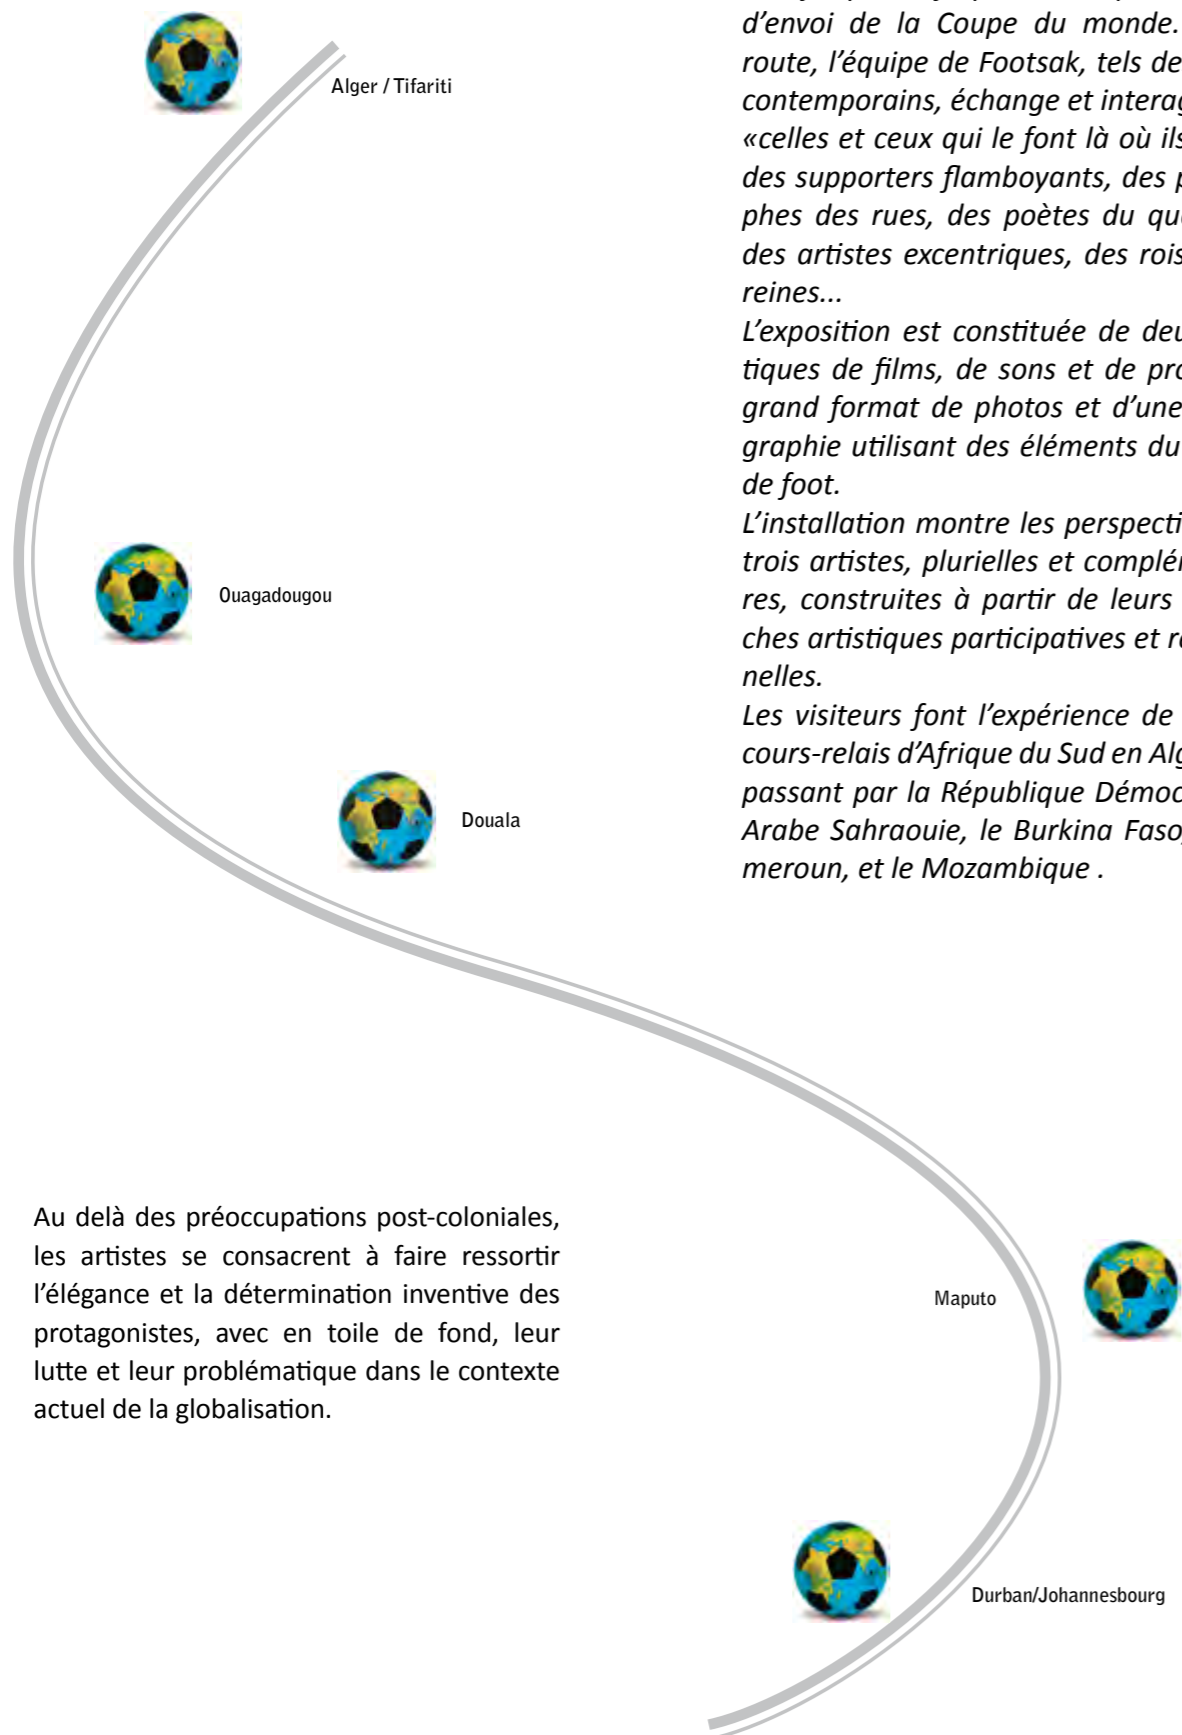 d’envoi de la Coupe du monde.
route, l’équipe de Footsak, tels de
contemporains, échange et interag
«celles et ceux qui le font là où ils
des supporters flamboyants, des p
phes des rues, des poètes du qu
des artistes excentriques, des rois
reines...
L’exposition est constituée de deu
tiques de films, de sons et de pro
grand format de photos et d’une
graphie utilisant des éléments du
de foot.
L’installation montre les perspecti
trois artistes, plurielles et complém
res, construites à partir de leurs
ches artistiques participatives et r
nelles.
Les visiteurs font l’expérience de
cours-relais d’Afrique du Sud en Alg
passant par la République Démoc
Arabe Sahraouie, le Burkina Faso,
meroun, et le Mozambique .
Alger / Tifariti
Ouagadougou
Douala
Au delà des préoccupations post-coloniales,
les artistes se consacrent à faire ressortir
l’élégance et la détermination inventive des
protagonistes, avec en toile de fond, leur
lutte et leur problématique dans le contexte
actuel de la globalisation.
Maputo
Durban/Johannesbourg